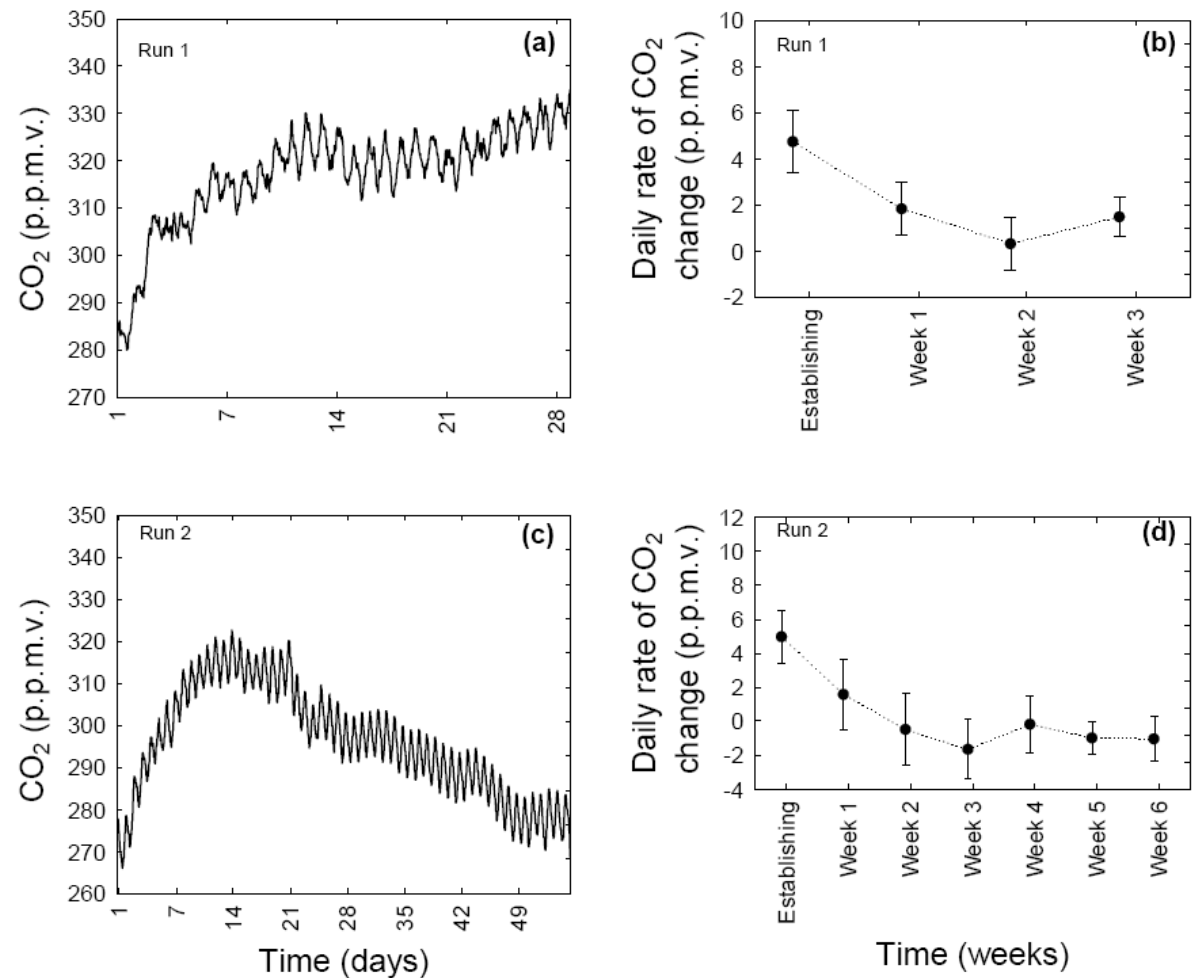 (a)
Run 1
CO₂ (p.p.m.v.)
350
340
330
320
310
300
290
280
270
1
7
14
21
28
(b)
Run 1
Daily rate of CO₂
change (p.p.m.v.)
10
8
6
4
2
0
-2
Establishing
Week 1
Week 2
Week 3
(c)
Run 2
CO₂ (p.p.m.v.)
350
340
330
320
310
300
290
280
270
260
1
7
14
21
28
35
42
49
Time (days)
(d)
Run 2
Daily rate of CO₂
change (p.p.m.v.)
12
10
8
6
4
2
0
-2
-4
Establishing
Week 1
Week 2
Week 3
Week 4
Week 5
Week 6
Time (weeks)